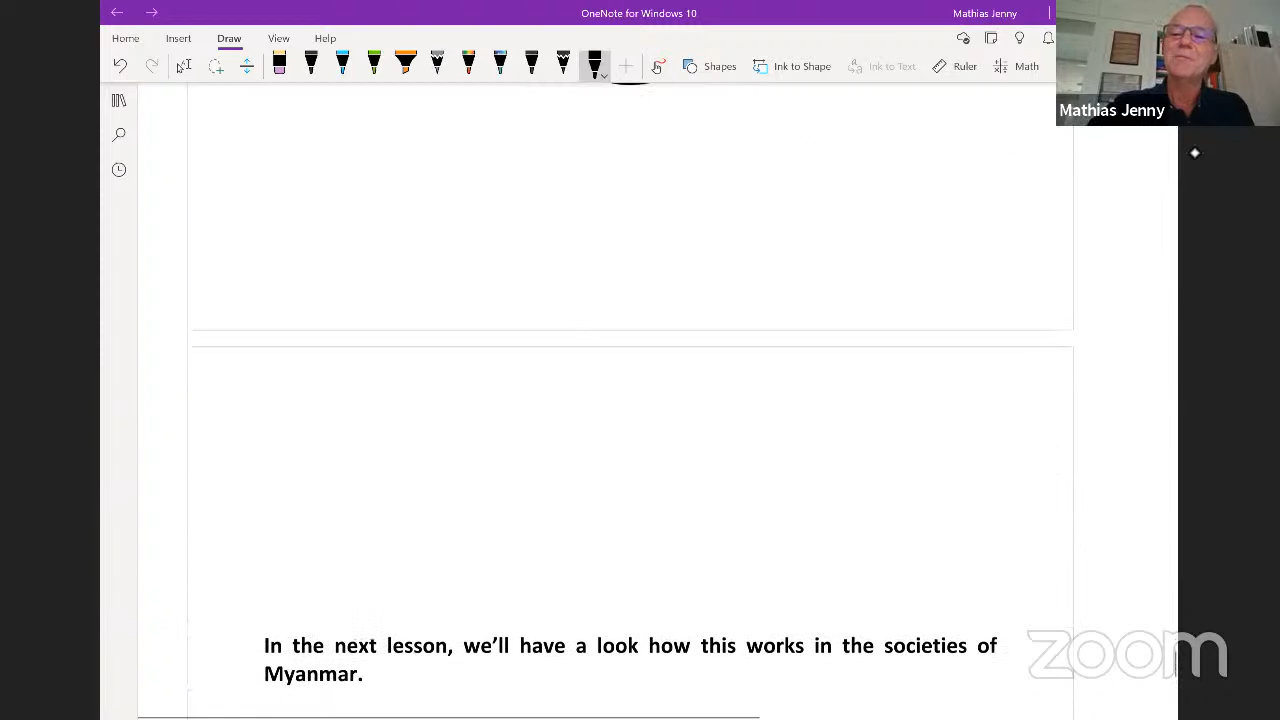 OneNote for Windows 10
Mathias Jenny
Home Insert Draw View Help
Shapes Ink to Shape Ink to Text Ruler Math
Mathias Jenny
In the next lesson, we’ll have a look how this works in the societies of
Myanmar.
zoom